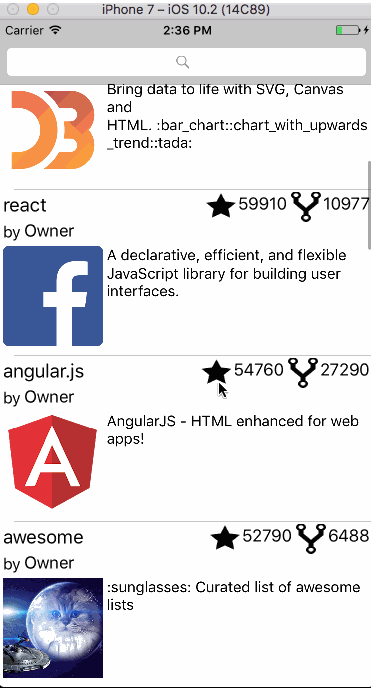 iPhone 7 – iOS 10.2 (14C89)
Carrier 2:36 PM
Bring data to life with SVG, Canvas
and
HTML. :bar_chart::chart_with_upwards
_trend::tada:
react 59910 10977
by Owner
A declarative, efficient, and flexible
JavaScript library for building user
interfaces.
angular.js 54760 27290
by Owner
AngularJS - HTML enhanced for web
apps!
awesome 52790 6488
by Owner
:sunglasses: Curated list of awesome
lists